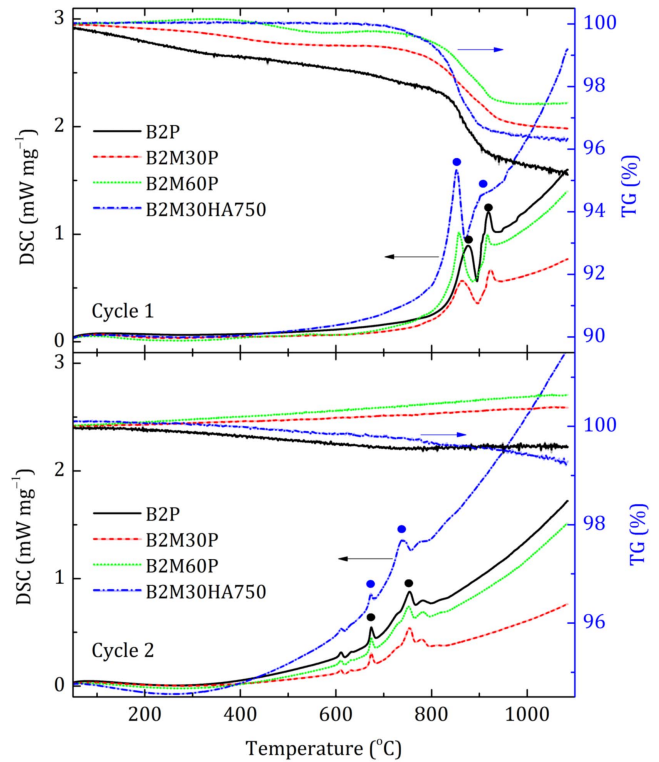 3
2
1
0
DSC (mW mg⁻¹)
B2P
B2M30P
B2M60P
B2M30HA750
Cycle 1
100
98
96
94
92
90
TG (%)
3
2
1
0
DSC (mW mg⁻¹)
B2P
B2M30P
B2M60P
B2M30HA750
Cycle 2
100
98
96
TG (%)
200
400
600
800
1000
Temperature (°C)